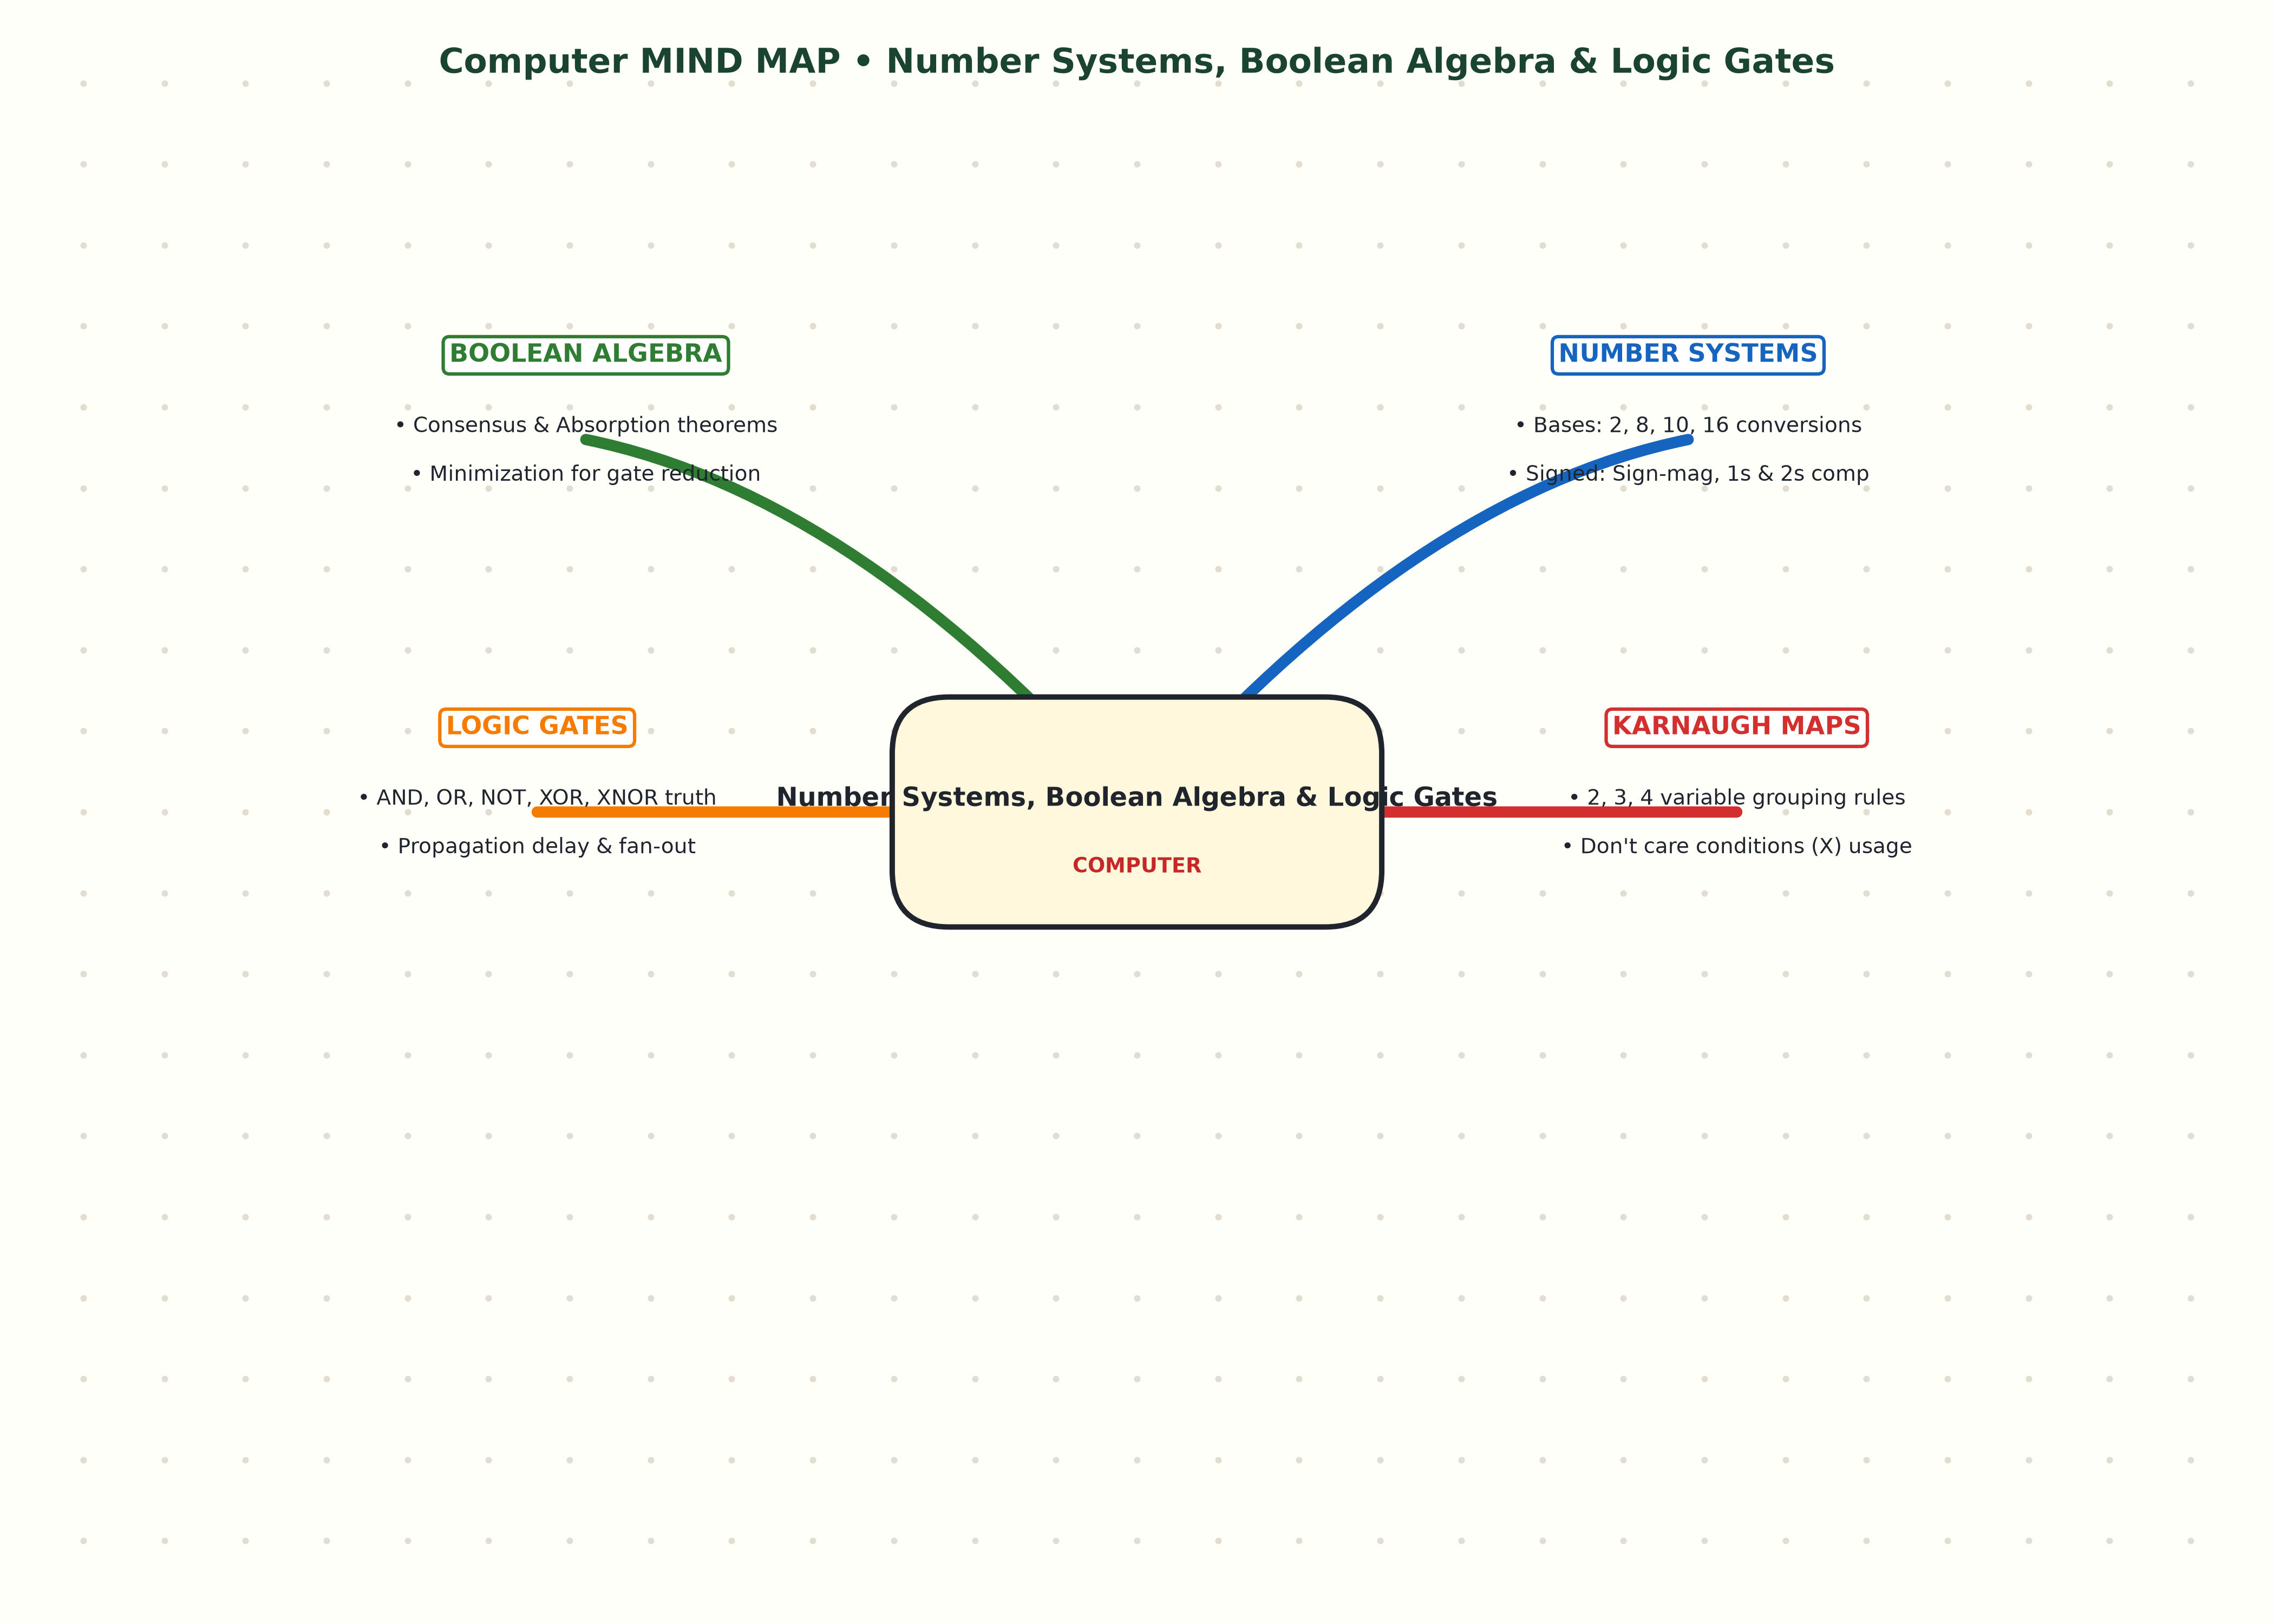 Computer MIND MAP • Number Systems, Boolean Algebra & Logic Gates
BOOLEAN ALGEBRA
• Consensus & Absorption theorems
• Minimization for gate reduction
NUMBER SYSTEMS
• Bases: 2, 8, 10, 16 conversions
• Signed: Sign-mag, 1s & 2s comp
LOGIC GATES
• AND, OR, NOT, XOR, XNOR truth
• Propagation delay & fan-out
Number Systems, Boolean Algebra & Logic Gates
COMPUTER
KARNAUGH MAPS
• 2, 3, 4 variable grouping rules
• Don't care conditions (X) usage